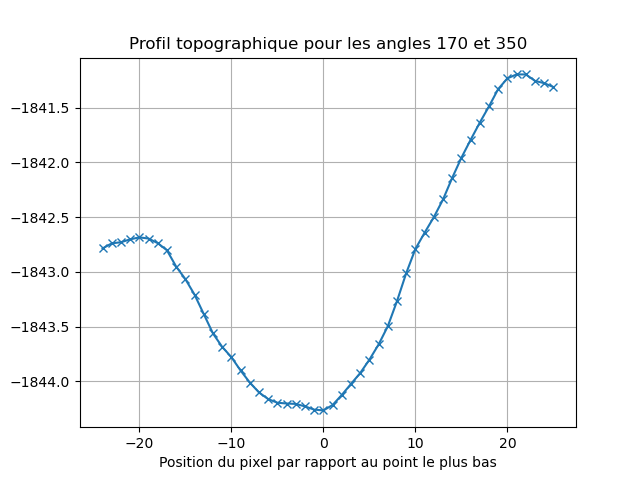 Profil topographique pour les angles 170 et 350
−1841.5
−1842.0
−1842.5
−1843.0
−1843.5
−1844.0
−20 −10 0 10 20
Position du pixel par rapport au point le plus bas